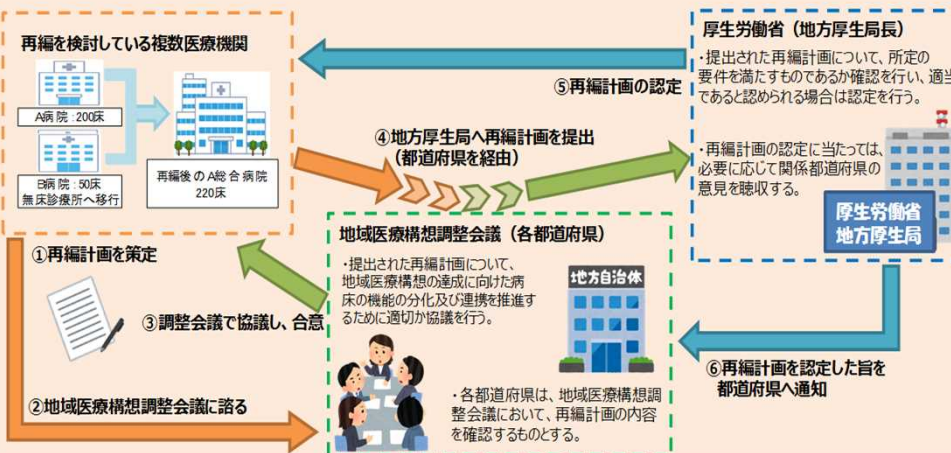 再編を検討している複数医療機関
A病院:200床
B病院:50床
無床診療所へ移行
再編後のA総合病院
220床
①再編計画を策定
②地域医療構想調整会議に諮る
③調整会議で協議し、合意
④地方厚生局へ再編計画を提出
(都道府県を経由)
⑤再編計画の認定
地域医療構想調整会議(各都道府県)
・提出された再編計画について、
地域医療構想の達成に向けた病
床の機能の分化及び連携を推進す
るために適切か協議を行う。
地方自治体
・各都道府県は、地域医療構想調
整会議において、再編計画の内容
を確認するものとする。
厚生労働省(地方厚生局長)
・提出された再編計画について、所定の
要件を満たすものであるか確認を行い、適当
であると認められる場合は認定を行う。
・再編計画の認定に当たっては、
必要に応じて関係都道府県の
意見を聴収する。
厚生労働省
地方厚生局
⑥再編計画を認定した旨を
都道府県へ通知